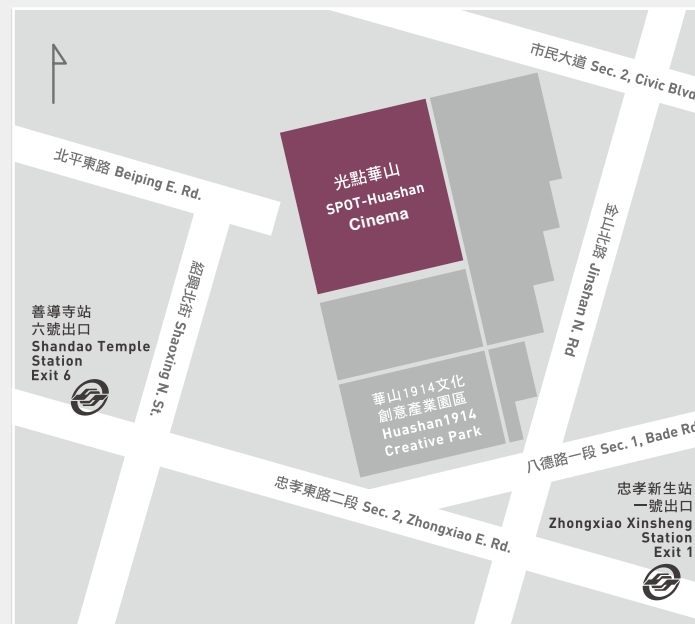 市民大道 Sec. 2, Civic Blvd
北平東路 Beiping E. Rd.
光點華山
SPOT-Huashan
Cinema
金山北路 Jinshan N. Rd
紹興北街 Shaoxing N. St.
善導寺站
六號出口
Shandao Temple
Station
Exit 6
華山1914文化
創意產業園區
Huashan1914
Creative Park
八德路一段 Sec. 1, Bade Rd
忠孝東路二段 Sec. 2, Zhongxiao E. Rd.
忠孝新生站
一號出口
Zhongxiao Xinsheng
Station
Exit 1